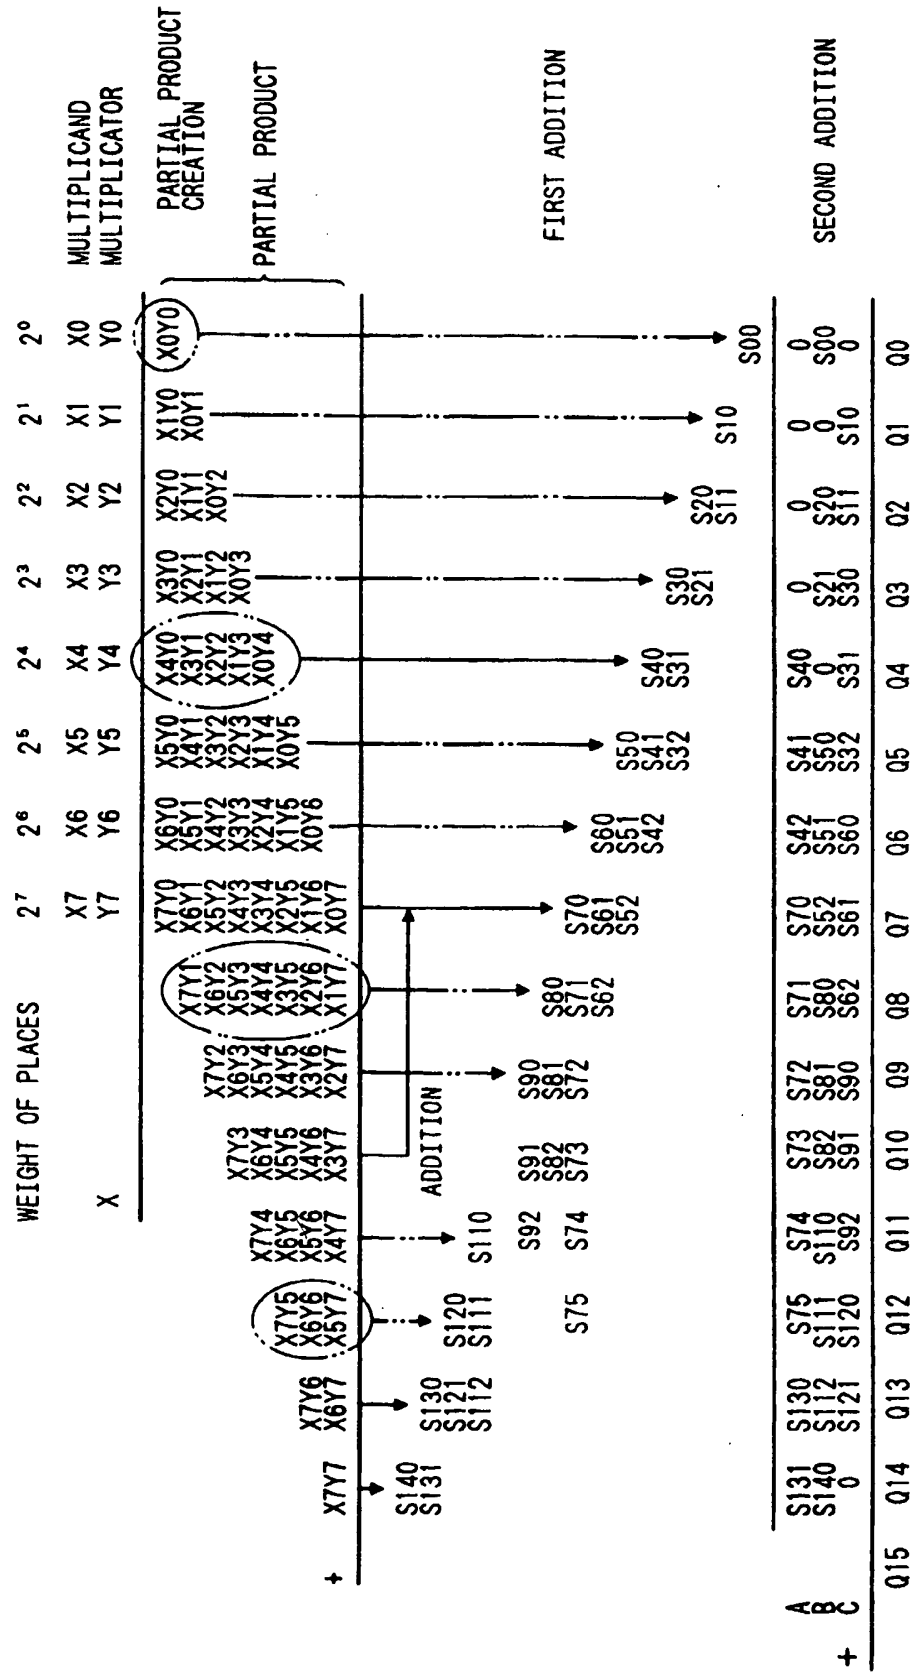 WEIGHT OF PLACES 2⁷ 2⁶ 2⁵ 2⁴ 2³ 2² 2¹ 2⁰
X7 X6 X5 X4 X3 X2 X1 X0 MULTIPLICAND
X Y7 Y6 Y5 Y4 Y3 Y2 Y1 Y0 MULTIPLICATOR
X7Y0 X6Y0 X5Y0 X4Y0 X3Y0 X2Y0 X1Y0 X0Y0 PARTIAL PRODUCT
X7Y1 X6Y1 X5Y1 X4Y1 X3Y1 X2Y1 X1Y1 X0Y1 CREATION
X7Y2 X6Y2 X5Y2 X4Y2 X3Y2 X2Y2 X1Y2 X0Y2
X7Y3 X6Y3 X5Y3 X4Y3 X3Y3 X2Y3 X1Y3 X0Y3
X7Y4 X6Y4 X5Y4 X4Y4 X3Y4 X2Y4 X1Y4 X0Y4 PARTIAL PRODUCT
X7Y5 X6Y5 X5Y5 X4Y5 X3Y5 X2Y5 X1Y5 X0Y5
X7Y6 X6Y6 X5Y6 X4Y6 X3Y6 X2Y6 X1Y6 X0Y6
+ X7Y7 X6Y7 X5Y7 X4Y7 X3Y7 X2Y7 X1Y7 X0Y7
S140
S131 S130 ADDITION
S121 S120
S112 S111 S110
S92 S91 S90
S82 S81 S80 FIRST ADDITION
S75 S74 S73 S72 S71 S70
S62 S61 S60
S52 S51 S50
S42 S41 S40
S32 S31 S30
S21 S20
S11 S10
S00
A S131 S130 S75 S74 S73 S72 S71 S70 S42 S41 S40 0 0 0 0
B S140 S112 S111 S110 S82 S81 S80 S52 S51 S50 0 S21 S20 0 S00 SECOND ADDITION
+ C 0 S121 S120 S92 S91 S90 S62 S61 S60 S32 S31 S30 S11 S10 0
Q15 Q14 Q13 Q12 Q11 Q10 Q9 Q8 Q7 Q6 Q5 Q4 Q3 Q2 Q1 Q0